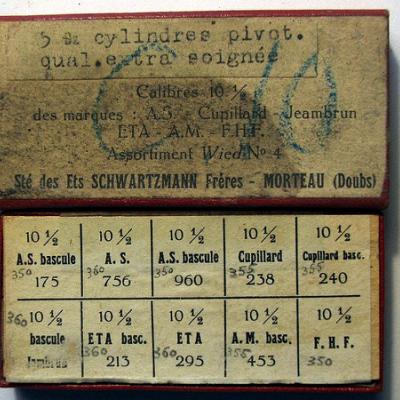 5 dz cylindres pivot.
qual.extra soignée
Calibres 10 ½
des marques : A.S. - Cupillard - Jeambrun
ETA - A.M. - F.H.F.
Assortiment Wied Nº 4
Sté des Ets SCHWARTZMANN Frères - MORTEAU (Doubs)
10 ½ 10 ½ 10 ½ 10 ½ 10 ½
A.S. bascule A. S. A.S. bascule Cupillard Cupillard basc.
350 360 350 355 355
175 756 960 238 240
360 10 ½ 10 ½ 10 ½ 10 ½ 10 ½
bascule ETA basc. ETA A.M. basc. F. H. F.
Jambrun 360 213 360 295 355 453 350